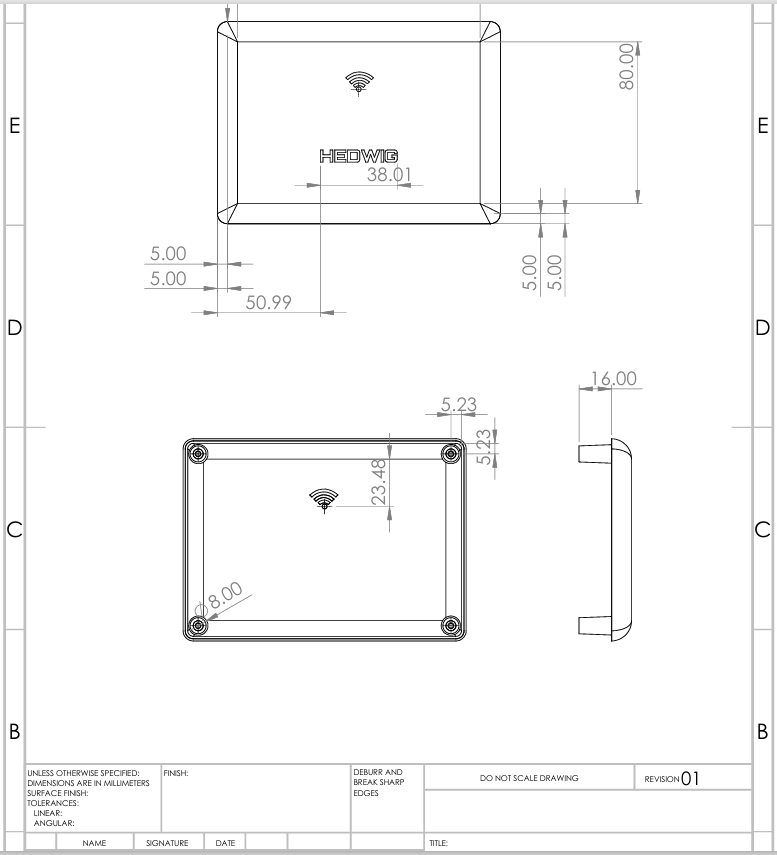 E
E
80.00
HEDWIG
38.01
5.00
5.00
5.00
5.00
50.99
D
D
16.00
5.23
5.23
23.48
C
C
∅8.00
B
B
UNLESS OTHERWISE SPECIFIED:
DIMENSIONS ARE IN MILLIMETERS
SURFACE FINISH:
TOLERANCES:
LINEAR:
ANGULAR:
FINISH:
DEBURR AND
BREAK SHARP
EDGES
DO NOT SCALE DRAWING
REVISION 01
NAME
SIGNATURE
DATE
TITLE: